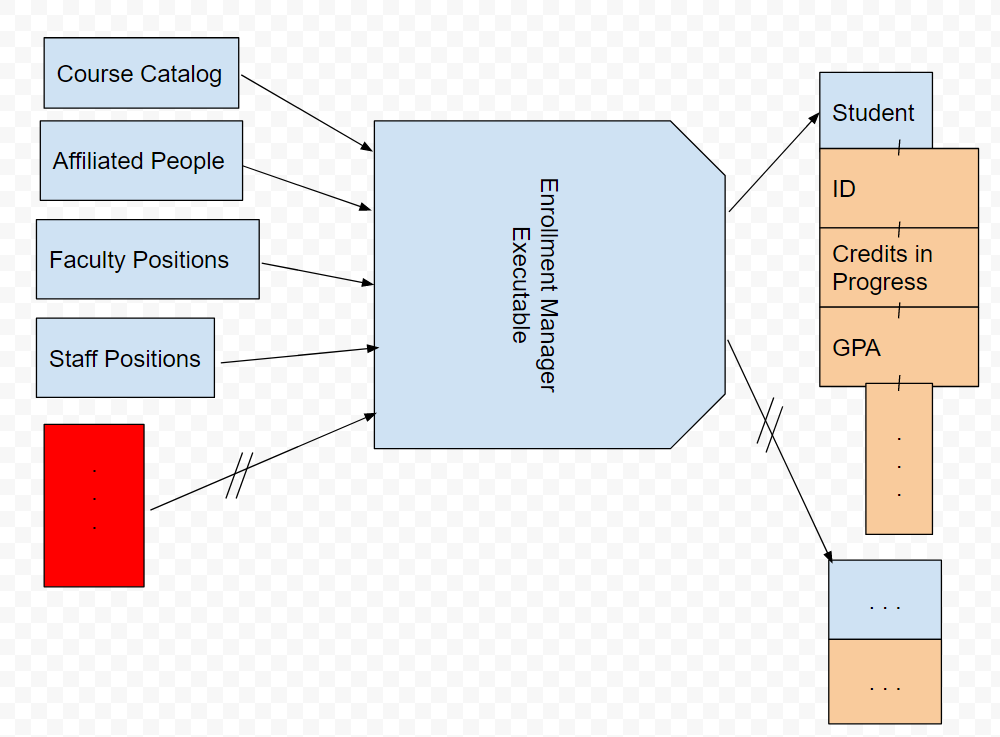 Course Catalog
Affiliated People
Faculty Positions
Staff Positions
.
.
.
Enrollment Manager
Executable
Student
ID
Credits in
Progress
GPA
.
.
.
. . .
. . .